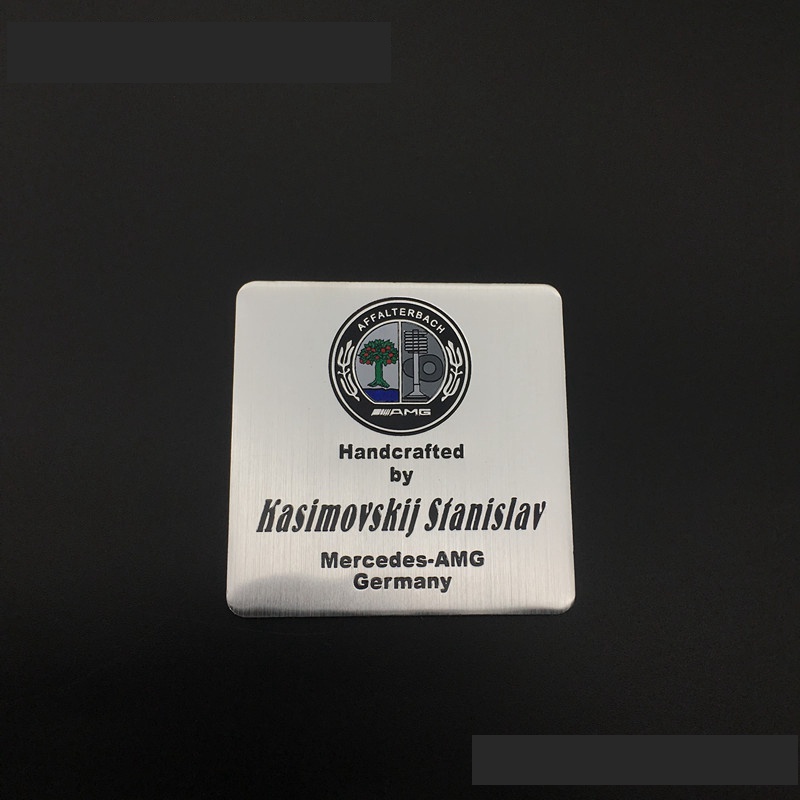 AFFALTERBACH
AMG
Handcrafted
by
Kasimovskij Stanislav
Mercedes-AMG
Germany